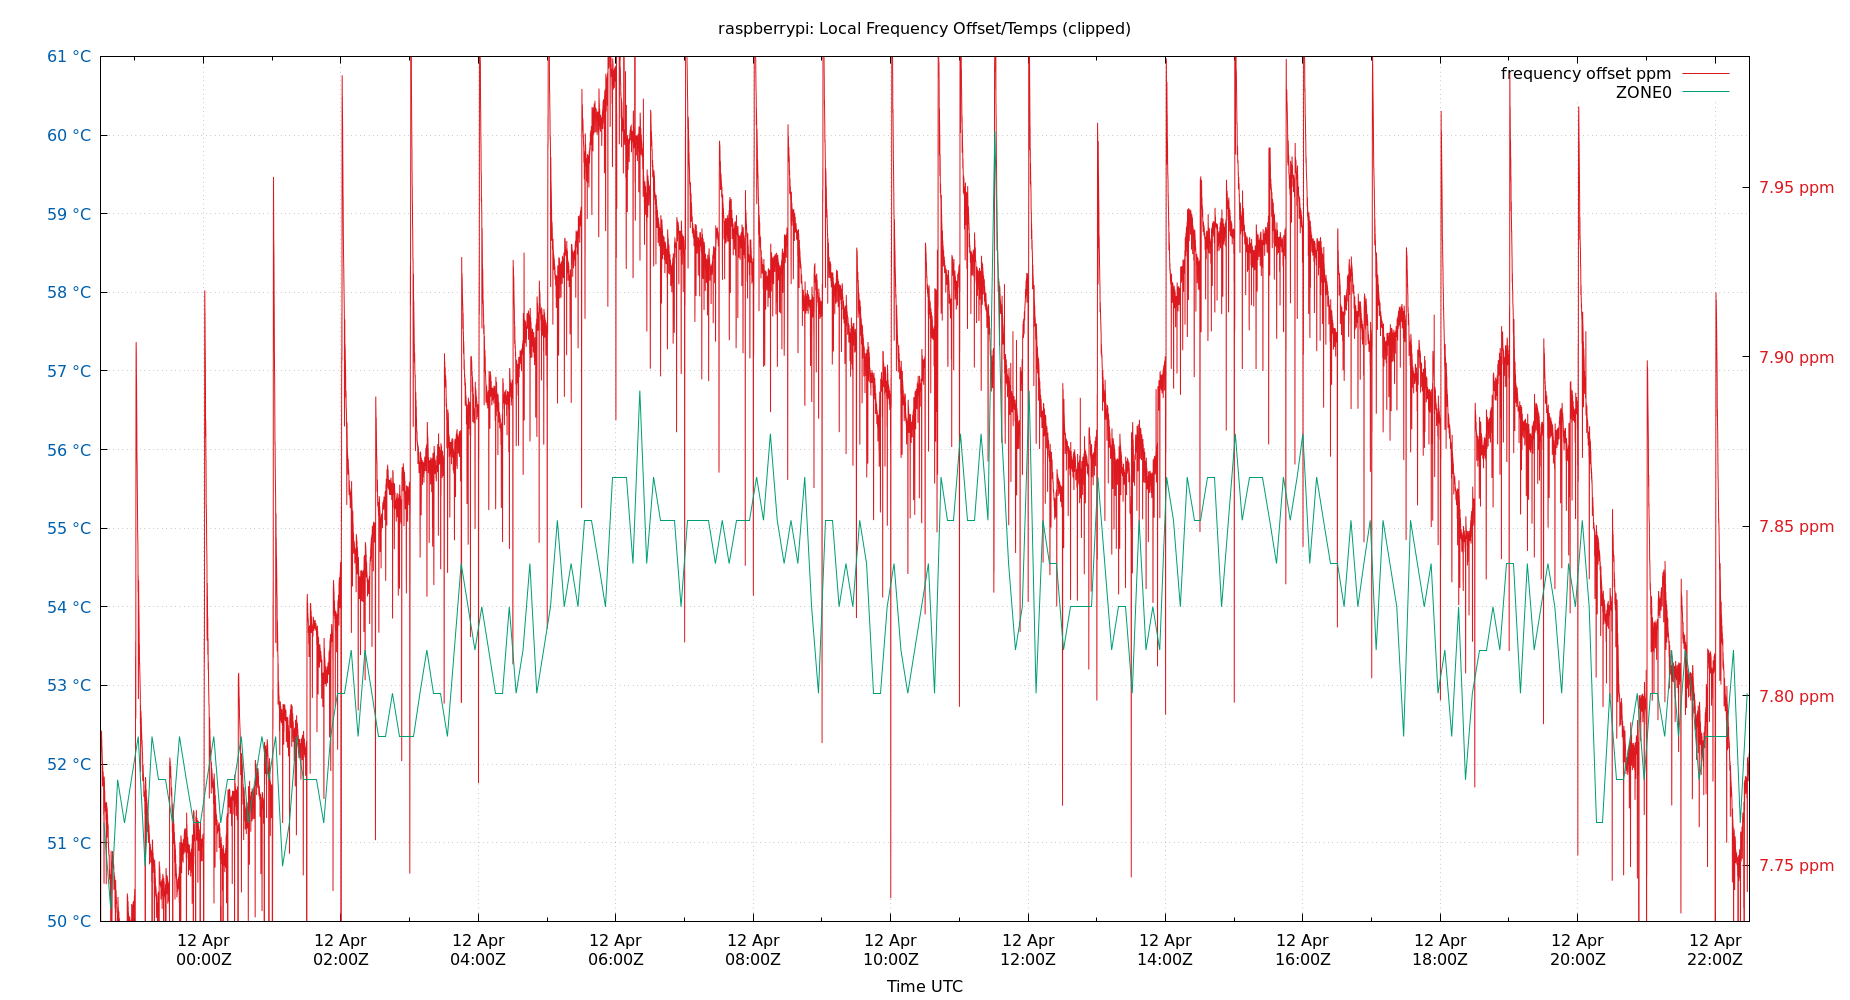 raspberrypi: Local Frequency Offset/Temps (clipped)
61 °C
60 °C
59 °C
58 °C
57 °C
56 °C
55 °C
54 °C
53 °C
52 °C
51 °C
50 °C
frequency offset ppm
ZONE0
7.95 ppm
7.90 ppm
7.85 ppm
7.80 ppm
7.75 ppm
12 Apr
00:00Z
12 Apr
02:00Z
12 Apr
04:00Z
12 Apr
06:00Z
12 Apr
08:00Z
12 Apr
10:00Z
12 Apr
12:00Z
12 Apr
14:00Z
12 Apr
16:00Z
12 Apr
18:00Z
12 Apr
20:00Z
12 Apr
22:00Z
Time UTC